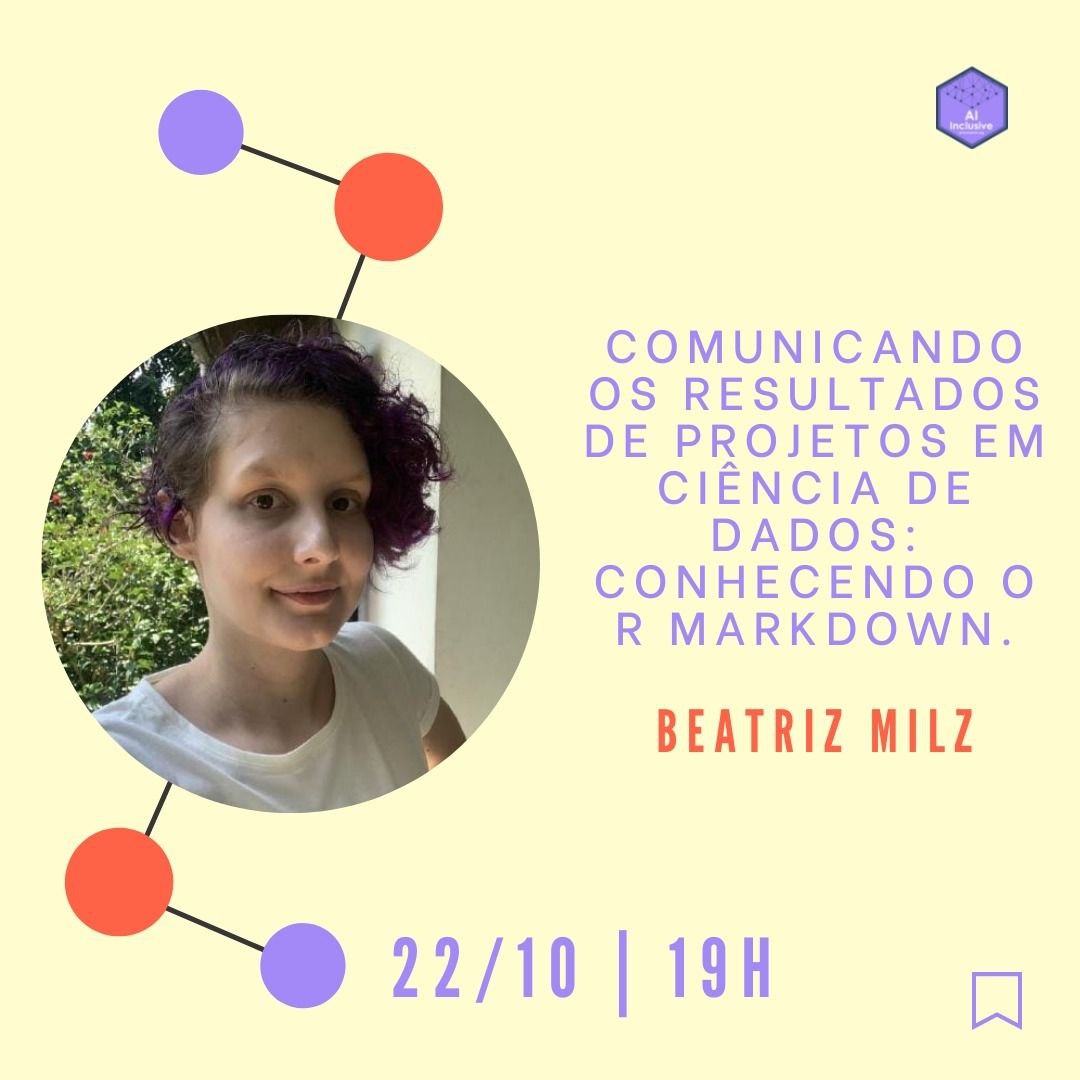 AI
Inclusive
COMUNICANDO
OS RESULTADOS
DE PROJETOS EM
CIÊNCIA DE
DADOS:
CONHECENDO O
R MARKDOWN.
BEATRIZ MILZ
22/10 | 19H